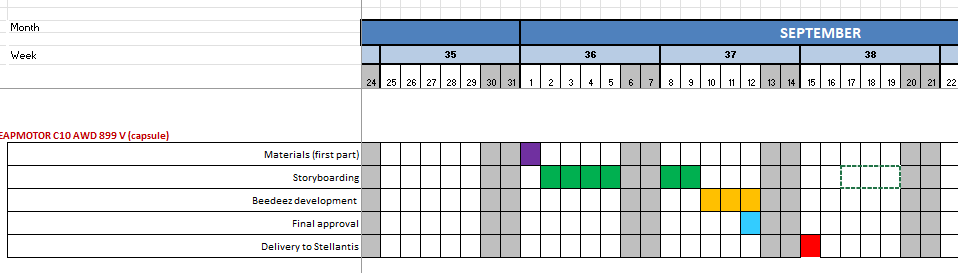 Month
SEPTEMBER
Week 35 36 37 38
24 25 26 27 28 29 30 31 1 2 3 4 5 6 7 8 9 10 11 12 13 14 15 16 17 18 19 20 21 22
EAPMOTOR C10 AWD 899 V (capsule)
Materials (first part)
Storyboarding
Beedeez development
Final approval
Delivery to Stellantis